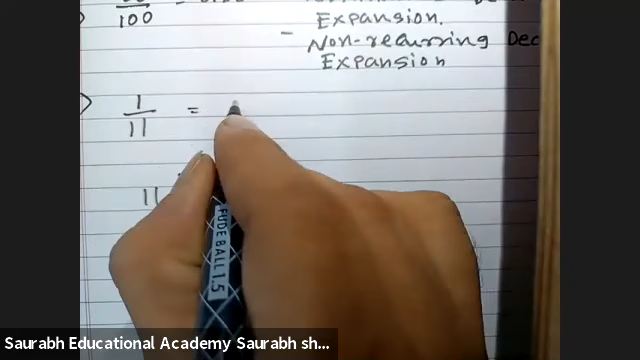 100 =
Expansion.
- Non-recurring Dec
Expansion
1/11 =
11
FUDEBALL 1.5
Saurabh Educational Academy Saurabh sh...